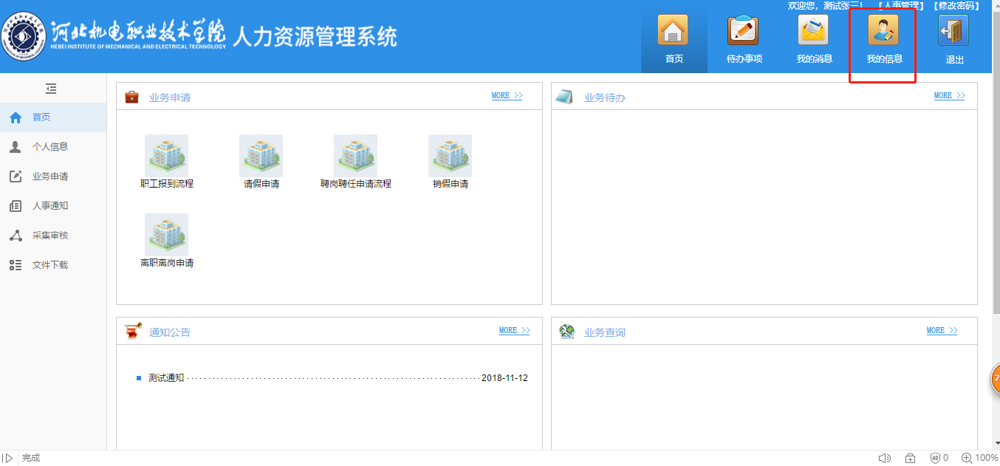 欢迎您，测试张三！ 【人事管理】 【修改密码】
河北机电职业技术学院
HEBEI INSTITUTE OF MECHANICAL AND ELECTRICAL TECHNOLOGY
人力资源管理系统
首页
待办事项
我的消息
我的信息
退出
首页
个人信息
业务申请
人事通知
采集审核
文件下载
业务申请
MORE >>
职工报到流程
请假申请
聘岗聘任申请流程
销假申请
离职离岗申请
业务待办
MORE >>
通知公告
MORE >>
测试通知 2018-11-12
业务查询
MORE >>
7
完成
0
100%